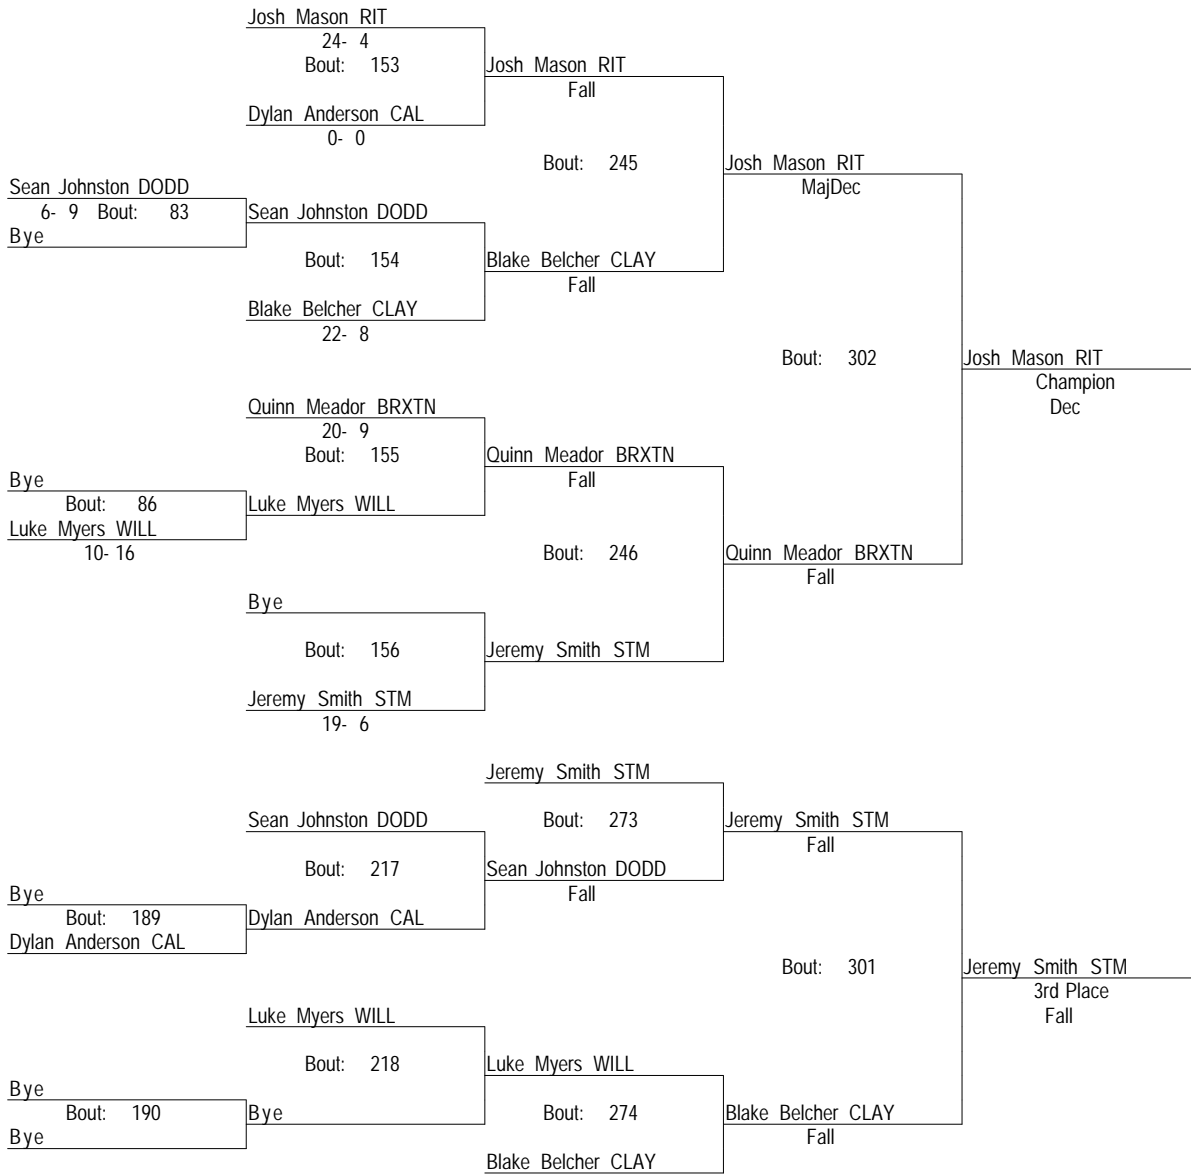 Josh Mason RIT
24- 4
Bout: 153
Josh Mason RIT
Fall
Dylan Anderson CAL
0- 0
Bout: 245
Josh Mason RIT
MajDec
Sean Johnston DODD
6- 9 Bout: 83
Sean Johnston DODD
Bye
Bout: 154
Blake Belcher CLAY
Fall
Blake Belcher CLAY
22- 8
Bout: 302
Josh Mason RIT
Champion
Dec
Quinn Meador BRXTN
20- 9
Bout: 155
Quinn Meador BRXTN
Fall
Bye
Bout: 86
Luke Myers WILL
Luke Myers WILL
10- 16
Bout: 246
Quinn Meador BRXTN
Fall
Bye
Bout: 156
Jeremy Smith STM
Jeremy Smith STM
19- 6
Jeremy Smith STM
Sean Johnston DODD
Bout: 273
Jeremy Smith STM
Fall
Bout: 217
Sean Johnston DODD
Fall
Bye
Bout: 189
Dylan Anderson CAL
Dylan Anderson CAL
Bout: 301
Jeremy Smith STM
3rd Place
Fall
Luke Myers WILL
Bout: 218
Luke Myers WILL
Bye
Bout: 190
Bye
Bout: 274
Blake Belcher CLAY
Fall
Bye
Blake Belcher CLAY